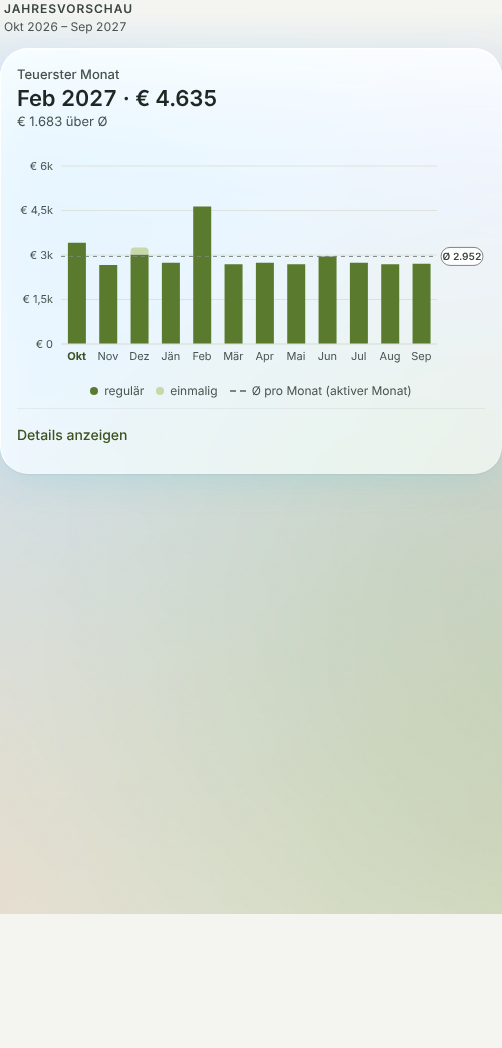 JAHRESVORSCHAU
Okt 2026 – Sep 2027
Teuerster Monat
Feb 2027 · € 4.635
€ 1.683 über Ø
€ 6k
€ 4,5k
€ 3k
Ø 2.952
€ 1,5k
€ 0
Okt Nov Dez Jän Feb Mär Apr Mai Jun Jul Aug Sep
regulär einmalig Ø pro Monat (aktiver Monat)
Details anzeigen